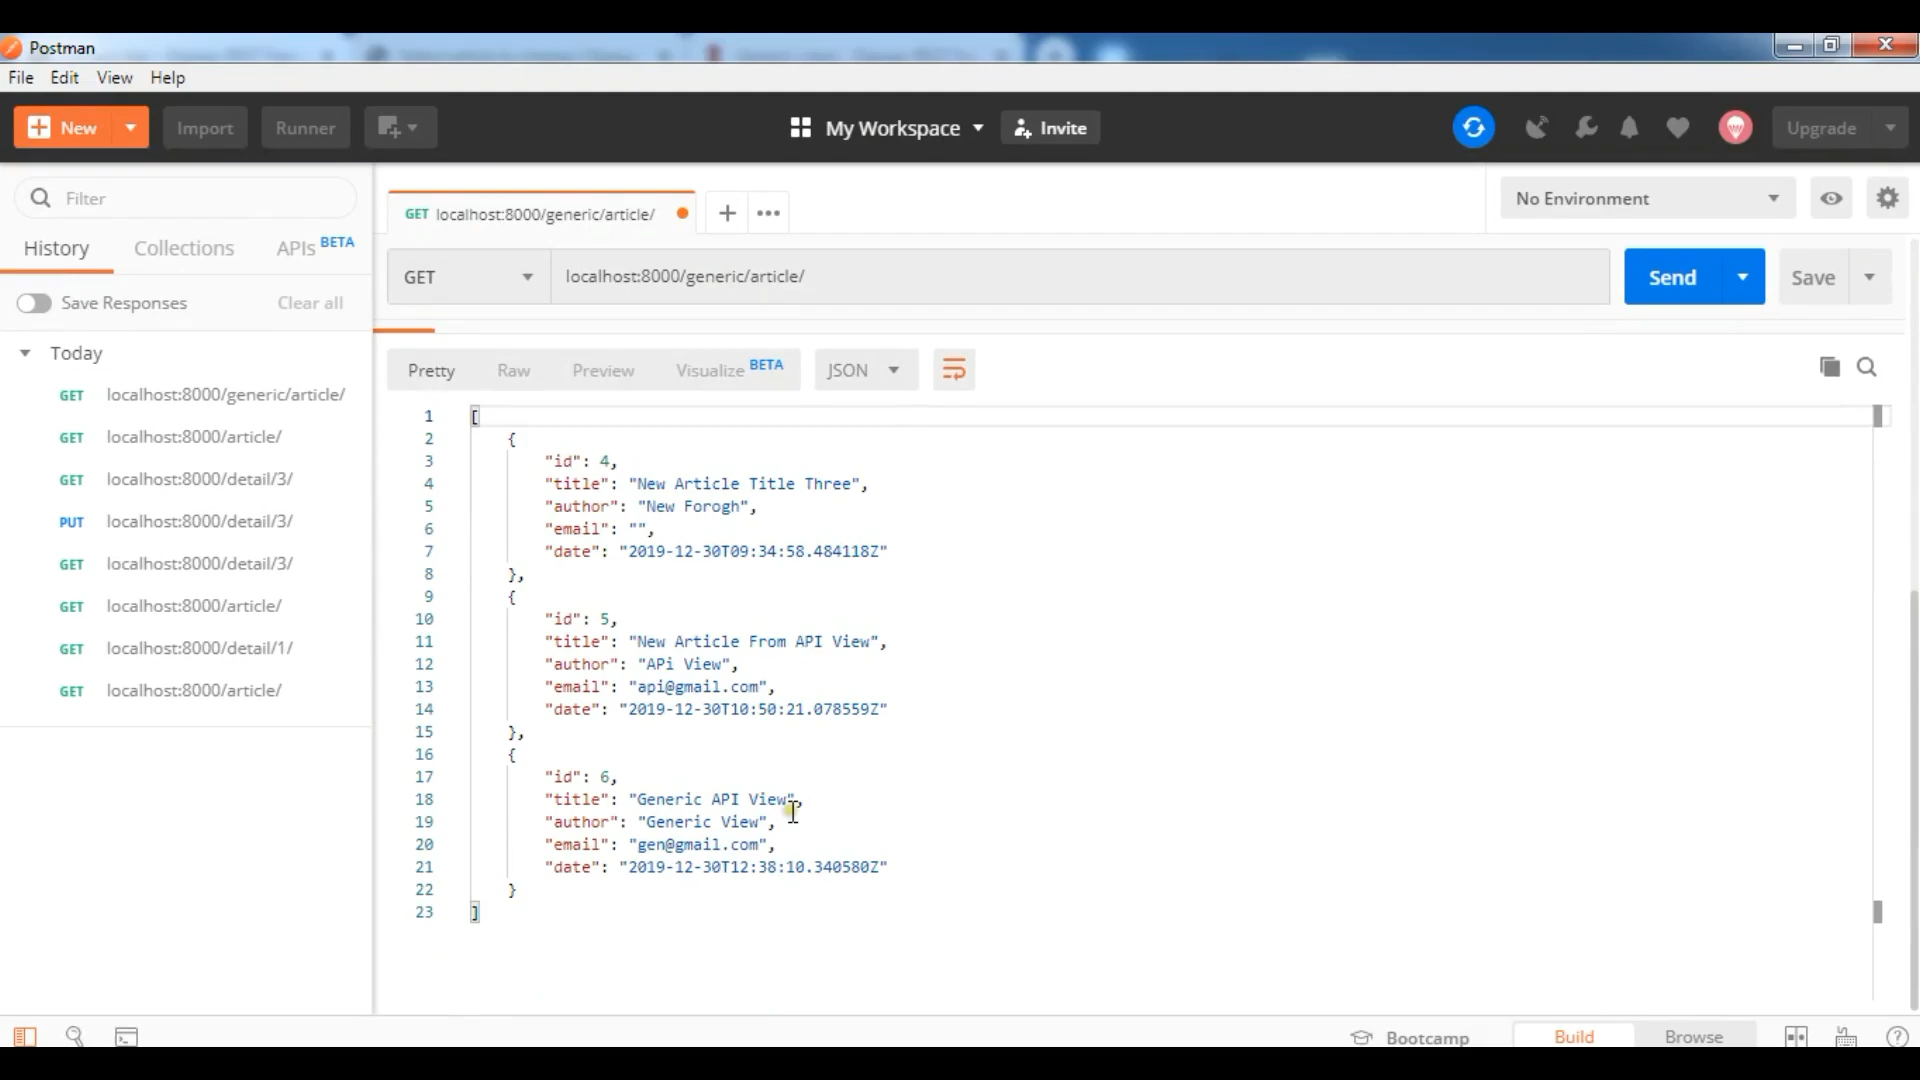 Postman
File Edit View Help
New Import Runner My Workspace Invite Upgrade
Filter
History Collections APIs BETA
Save Responses Clear all
Today
GET localhost:8000/generic/article/
GET localhost:8000/article/
GET localhost:8000/detail/3/
PUT localhost:8000/detail/3/
GET localhost:8000/detail/3/
GET localhost:8000/article/
GET localhost:8000/detail/1/
GET localhost:8000/article/
GET localhost:8000/generic/article/
No Environment
GET localhost:8000/generic/article/ Send Save
Pretty Raw Preview Visualize BETA JSON
1 [
2 {
3 "id": 4,
4 "title": "New Article Title Three",
5 "author": "New Forogh",
6 "email": "",
7 "date": "2019-12-30T09:34:58.484118Z"
8 },
9 {
10 "id": 5,
11 "title": "New Article From API View",
12 "author": "APi View",
13 "email": "api@gmail.com",
14 "date": "2019-12-30T10:50:21.078559Z"
15 },
16 {
17 "id": 6,
18 "title": "Generic API View",
19 "author": "Generic View",
20 "email": "gen@gmail.com",
21 "date": "2019-12-30T12:38:10.340580Z"
22 }
23 ]
Bootcamp Build Browse